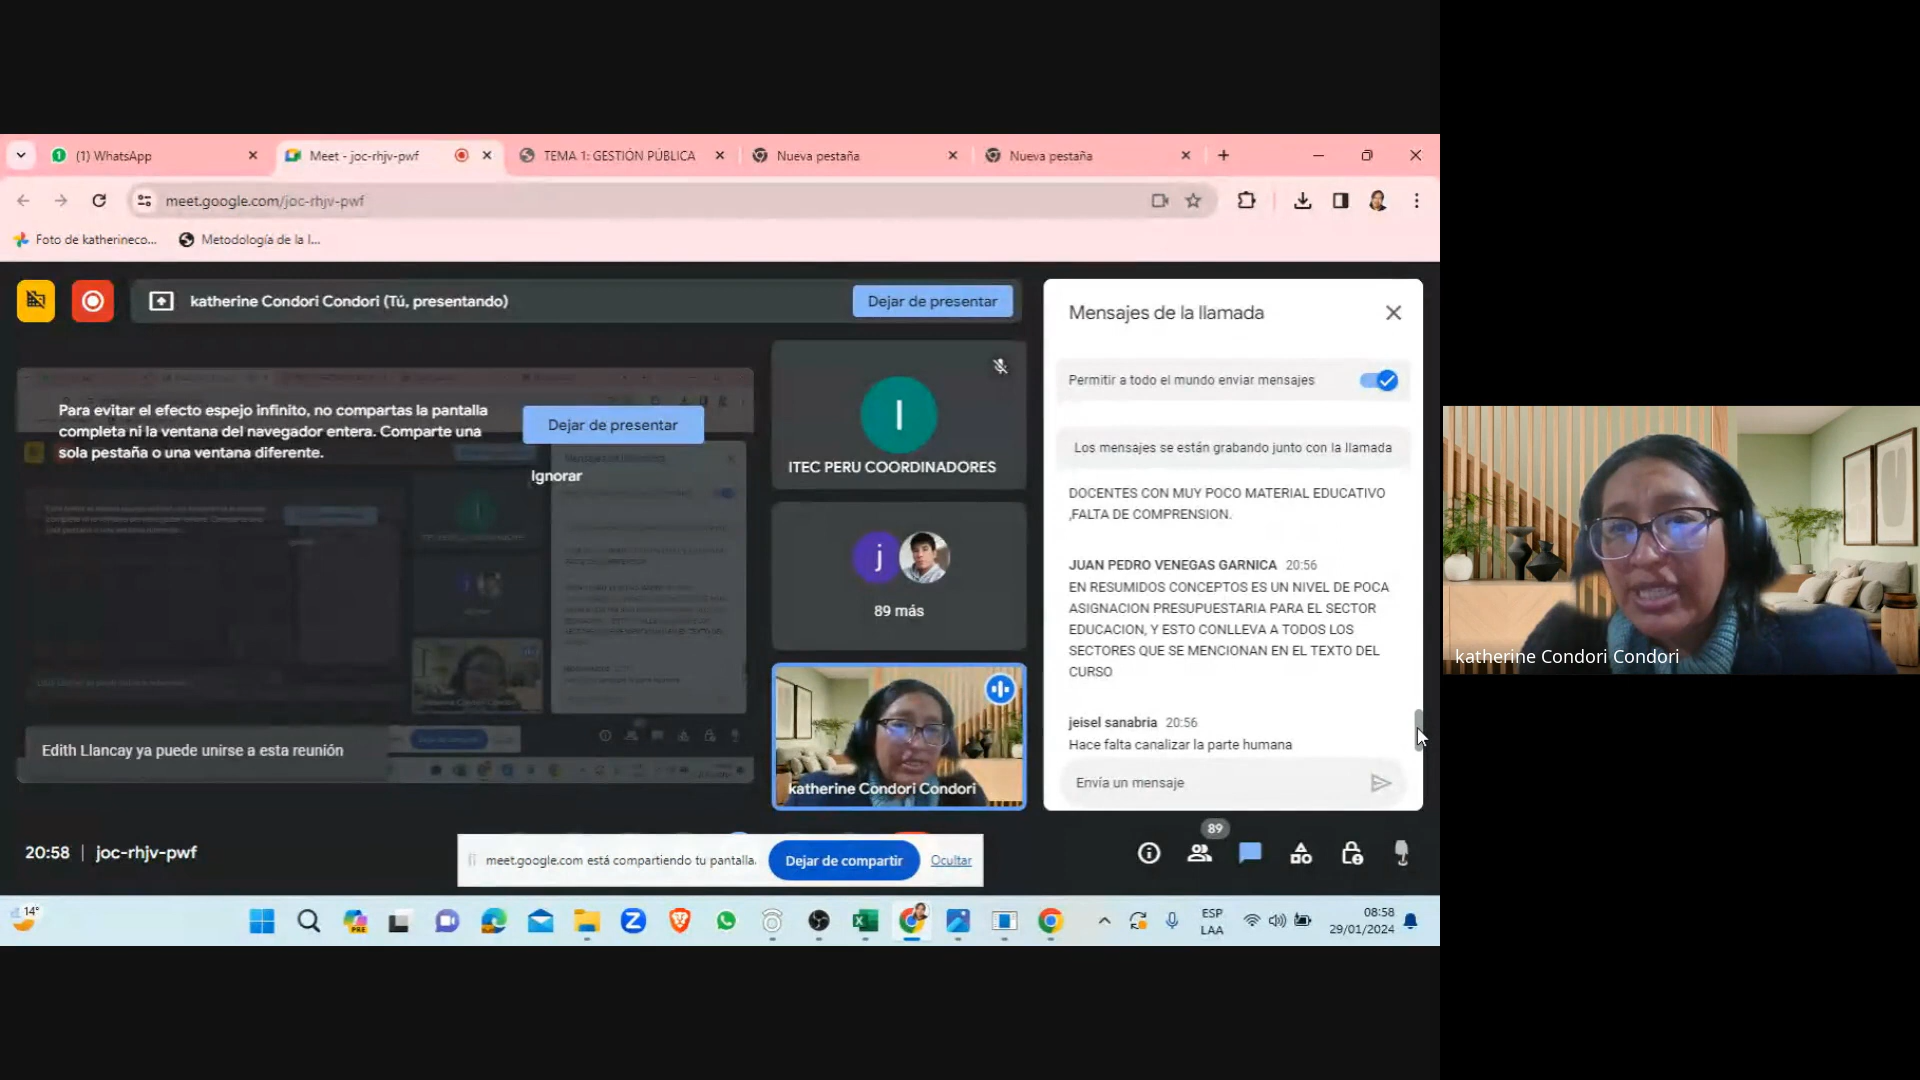 (1) WhatsApp
Meet - joc-rhjv-pwf
TEMA 1: GESTIÓN PÚBLICA
Nueva pestaña
Nueva pestaña
meet.google.com/joc-rhjv-pwf
Foto de katherineco...
Metodología de la I...
katherine Condori Condori (Tú, presentando)
Dejar de presentar
Para evitar el efecto espejo infinito, no compartas la pantalla
completa ni la ventana del navegador entera. Comparte una
sola pestaña o una ventana diferente.
Dejar de presentar
Ignorar
Edith Llancay ya puede unirse a esta reunión
I
ITEC PERU COORDINADORES
j
89 más
katherine Condori Condori
Mensajes de la llamada
Permitir a todo el mundo enviar mensajes
Los mensajes se están grabando junto con la llamada
DOCENTES CON MUY POCO MATERIAL EDUCATIVO
,FALTA DE COMPRENSION.
JUAN PEDRO VENEGAS GARNICA 20:56
EN RESUMIDOS CONCEPTOS ES UN NIVEL DE POCA
ASIGNACION PRESUPUESTARIA PARA EL SECTOR
EDUCACION, Y ESTO CONLLEVA A TODOS LOS
SECTORES QUE SE MENCIONAN EN EL TEXTO DEL
CURSO
jeisel sanabria 20:56
Hace falta canalizar la parte humana
Envía un mensaje
katherine Condori Condori
20:58 | joc-rhjv-pwf
meet.google.com está compartiendo tu pantalla.
Dejar de compartir
Ocultar
89
14°
PRE
ESP
LAA
08:58
29/01/2024